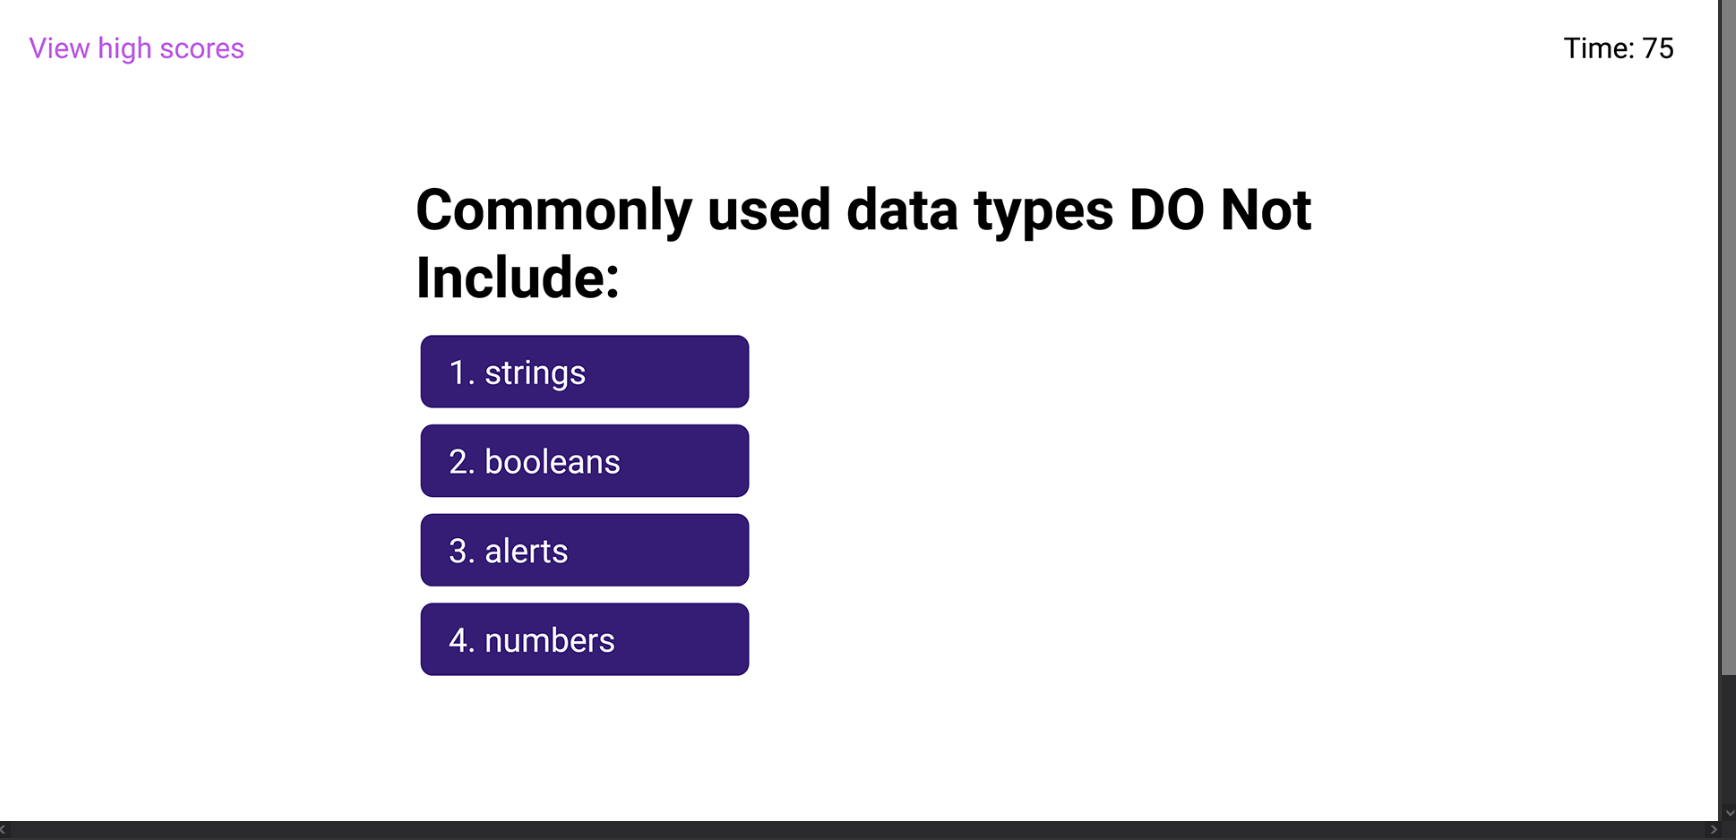 View high scores
Time: 75
Commonly used data types DO Not
Include:
1. strings
2. booleans
3. alerts
4. numbers